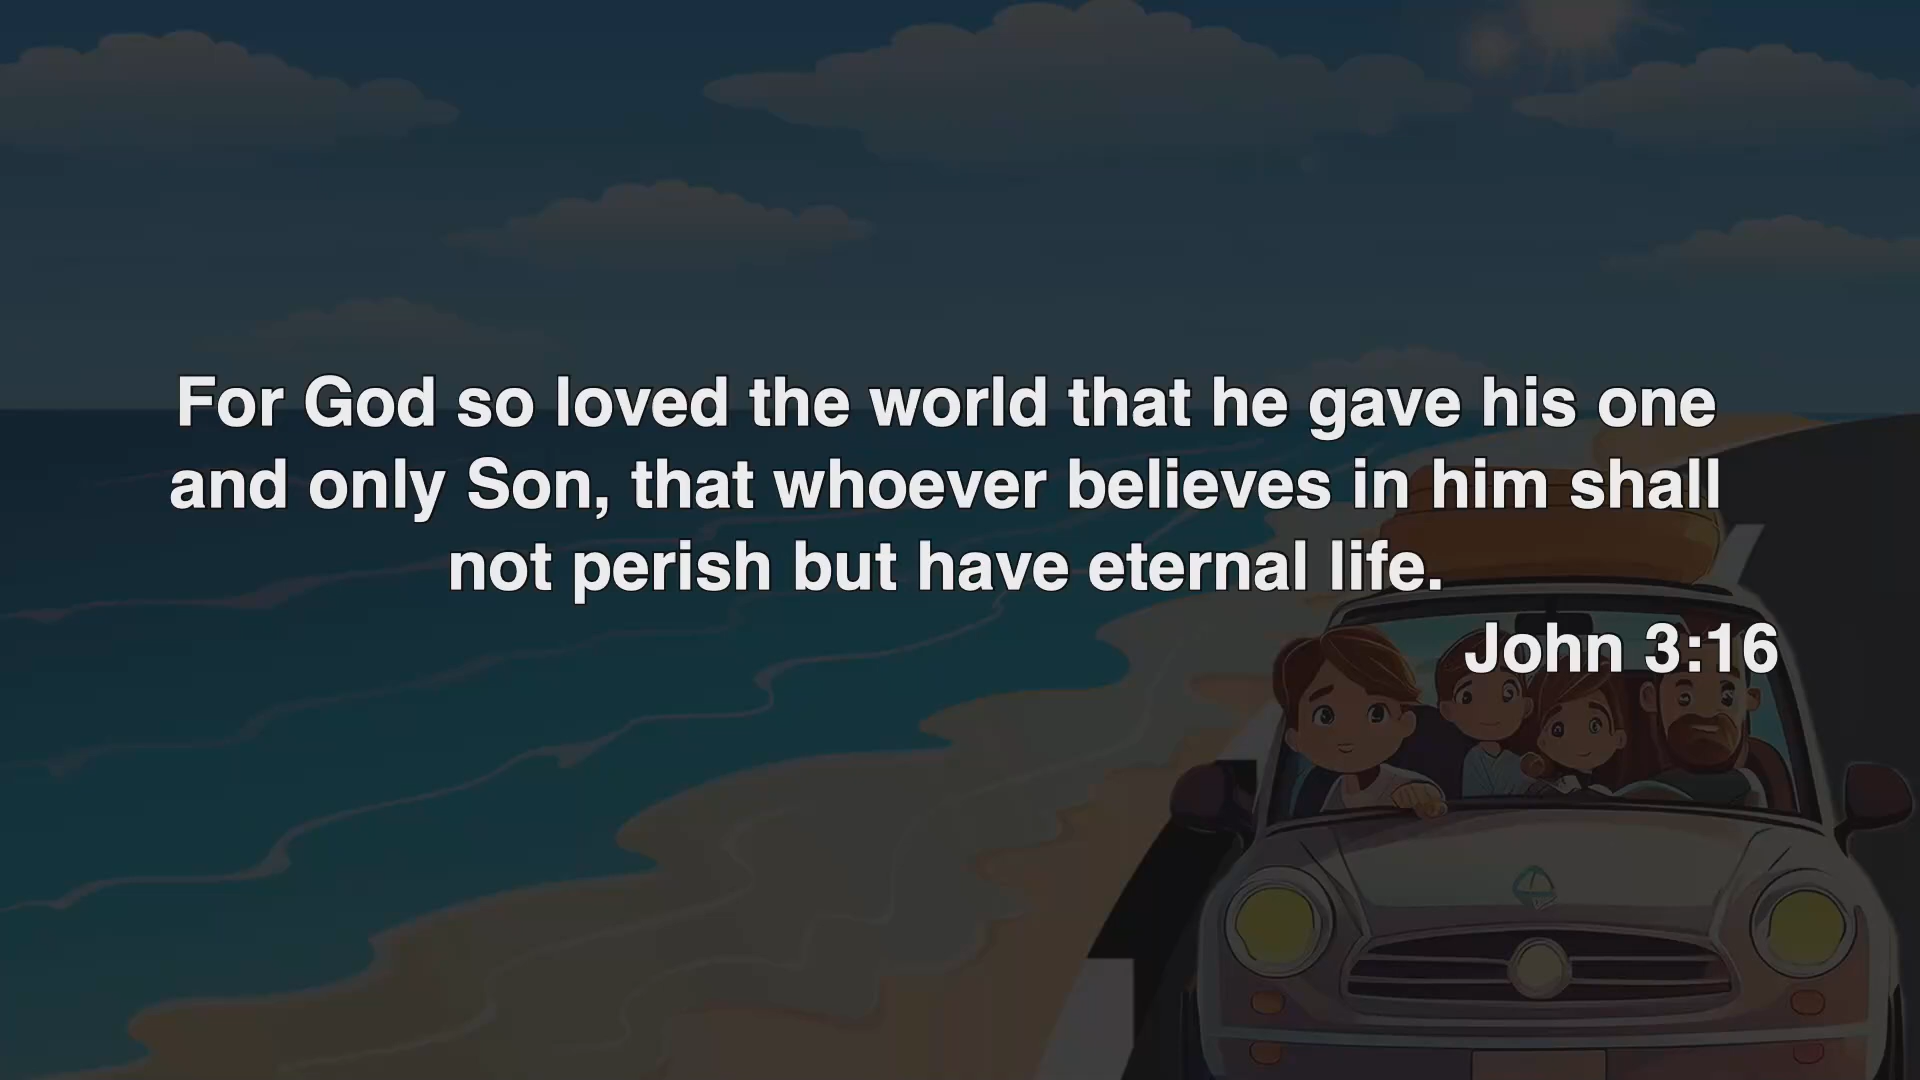 For God so loved the world that he gave his one
and only Son, that whoever believes in him shall
not perish but have eternal life.
John 3:16